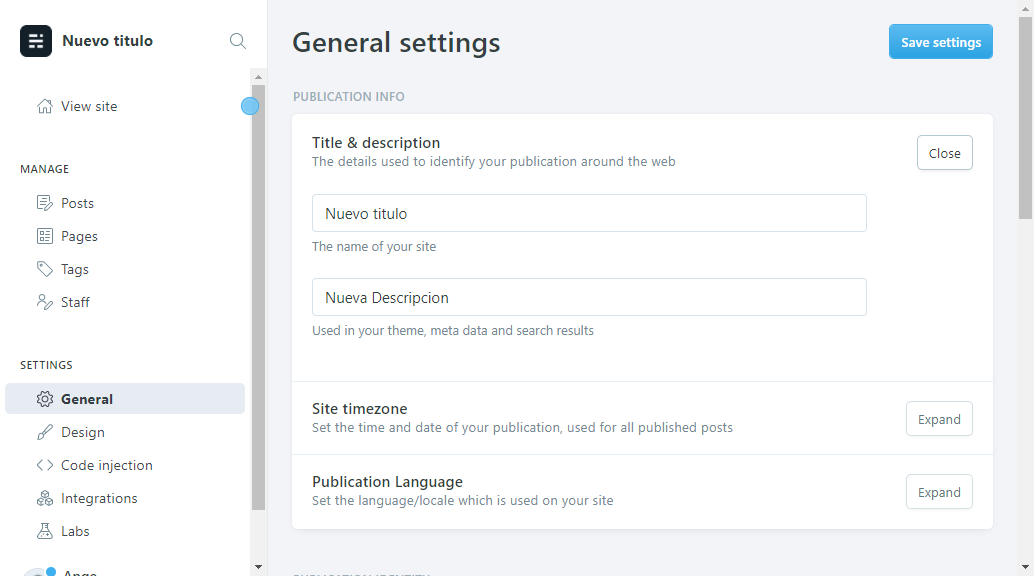 Nuevo titulo
View site
MANAGE
Posts
Pages
Tags
Staff
SETTINGS
General
Design
Code injection
Integrations
Labs
General settings
Save settings
PUBLICATION INFO
Title & description
The details used to identify your publication around the web
Close
Nuevo titulo
The name of your site
Nueva Descripcion
Used in your theme, meta data and search results
Site timezone
Set the time and date of your publication, used for all published posts
Expand
Publication Language
Set the language/locale which is used on your site
Expand
PUBLICATION IDENTITY